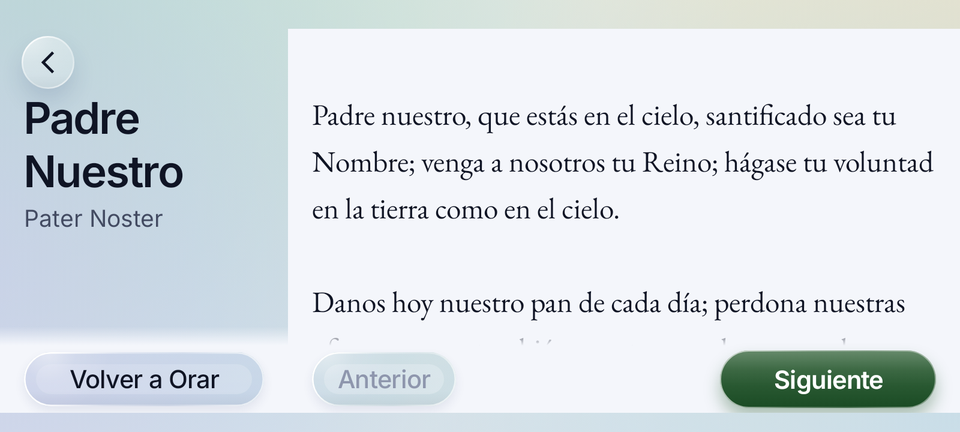 Padre
Nuestro
Pater Noster
Padre nuestro, que estás en el cielo, santificado sea tu
Nombre; venga a nosotros tu Reino; hágase tu voluntad
en la tierra como en el cielo.
Danos hoy nuestro pan de cada día; perdona nuestras
Volver a Orar
Anterior
Siguiente